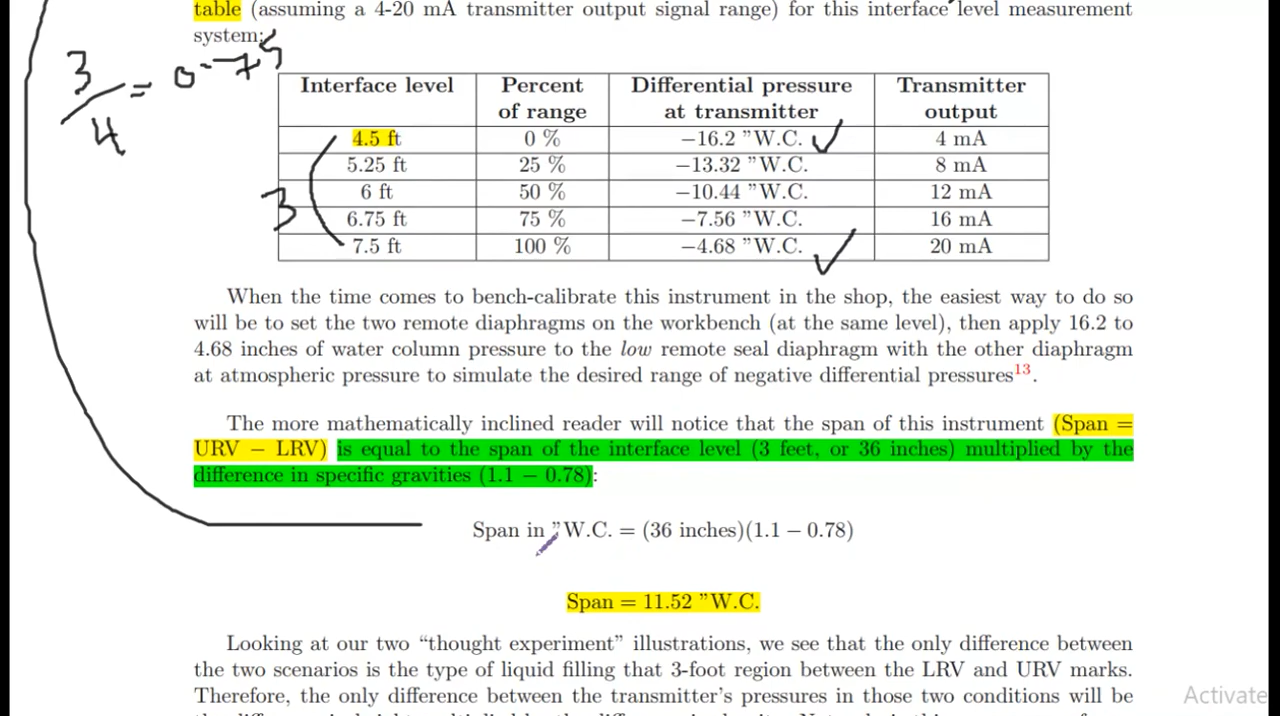 table (assuming a 4-20 mA transmitter output signal range) for this interface level measurement
system:
3/4 = 0.75
Interface level Percent of range Differential pressure at transmitter Transmitter output
4.5 ft 0 % −16.2 ”W.C. 4 mA
5.25 ft 25 % −13.32 ”W.C. 8 mA
6 ft 50 % −10.44 ”W.C. 12 mA
3
6.75 ft 75 % −7.56 ”W.C. 16 mA
7.5 ft 100 % −4.68 ”W.C. 20 mA
When the time comes to bench-calibrate this instrument in the shop, the easiest way to do so
will be to set the two remote diaphragms on the workbench (at the same level), then apply 16.2 to
4.68 inches of water column pressure to the low remote seal diaphragm with the other diaphragm
at atmospheric pressure to simulate the desired range of negative differential pressures13.
The more mathematically inclined reader will notice that the span of this instrument (Span =
URV − LRV) is equal to the span of the interface level (3 feet, or 36 inches) multiplied by the
difference in specific gravities (1.1 − 0.78):
Span in ”W.C. = (36 inches)(1.1 − 0.78)
Span = 11.52 ”W.C.
Looking at our two “thought experiment” illustrations, we see that the only difference between
the two scenarios is the type of liquid filling that 3-foot region between the LRV and URV marks.
Therefore, the only difference between the transmitter’s pressures in those two conditions will be
Activate